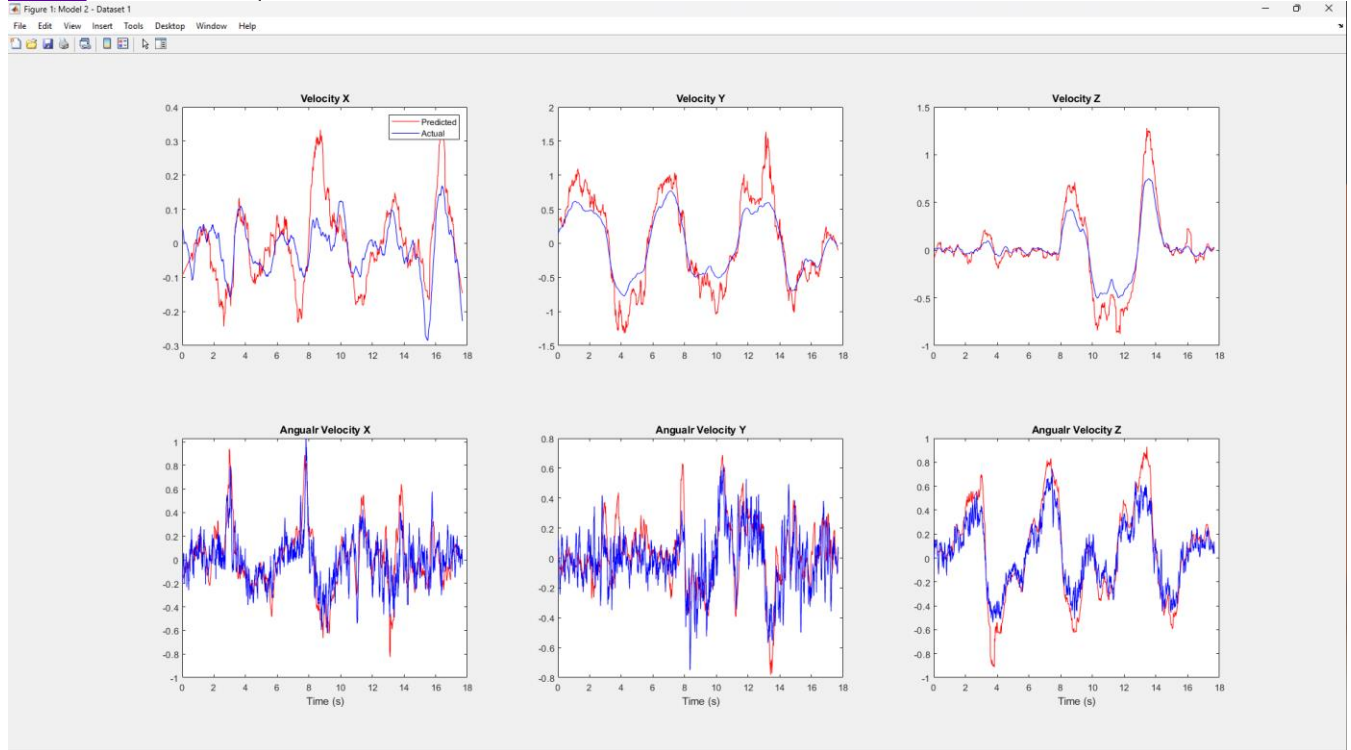 Figure 1: Model 2 - Dataset 1
File Edit View Insert Tools Desktop Window Help
Velocity X
Predicted
Actual
0.4
0.3
0.2
0.1
0
-0.1
-0.2
-0.3
0 2 4 6 8 10 12 14 16 18
Velocity Y
2
1.5
1
0.5
0
-0.5
-1
-1.5
0 2 4 6 8 10 12 14 16 18
Velocity Z
1.5
1
0.5
0
-0.5
-1
0 2 4 6 8 10 12 14 16 18
Angualr Velocity X
1
0.8
0.6
0.4
0.2
0
-0.2
-0.4
-0.6
-0.8
-1
0 2 4 6 8 10 12 14 16 18
Time (s)
Angualr Velocity Y
0.8
0.6
0.4
0.2
0
-0.2
-0.4
-0.6
-0.8
0 2 4 6 8 10 12 14 16 18
Time (s)
Angualr Velocity Z
1
0.8
0.6
0.4
0.2
0
-0.2
-0.4
-0.6
-0.8
-1
0 2 4 6 8 10 12 14 16 18
Time (s)